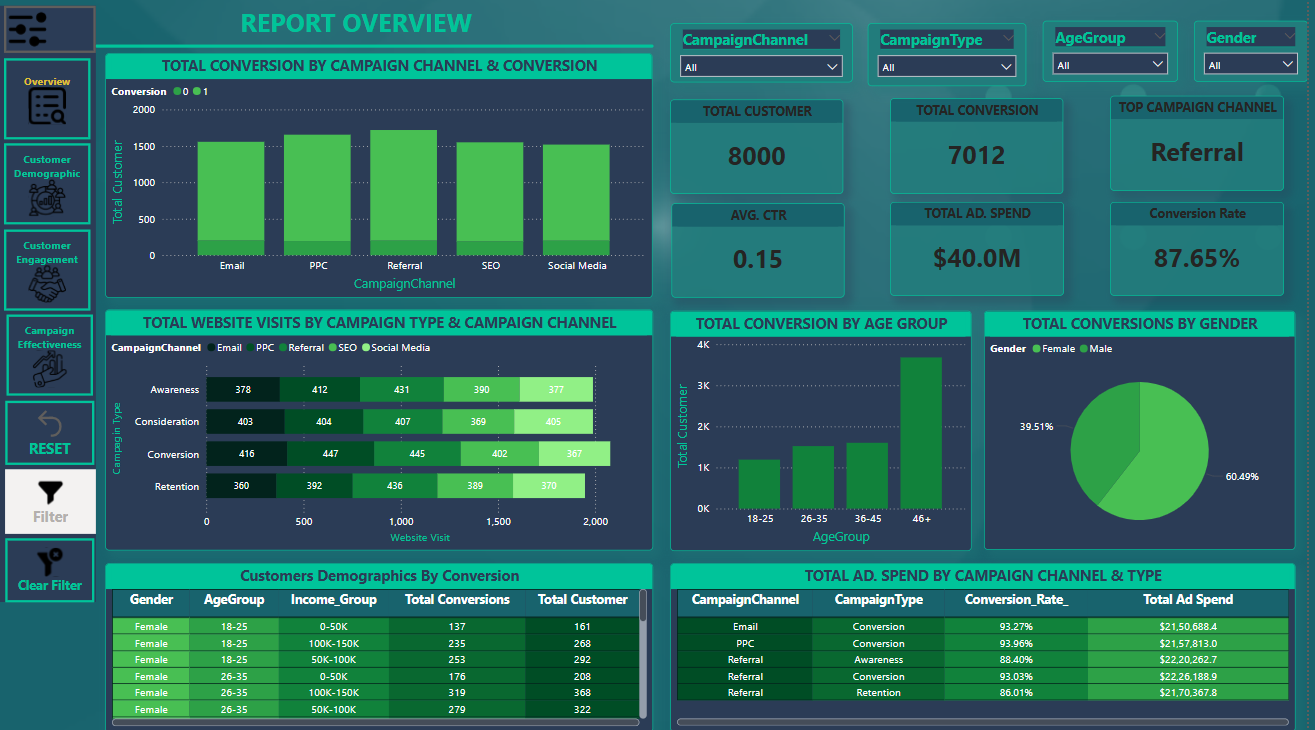 REPORT OVERVIEW
CampaignChannel
All
CampaignType
All
AgeGroup
All
Gender
All
Overview
Customer
Demographic
Customer
Engagement
Campaign
Effectiveness
RESET
Filter
Clear Filter
TOTAL CONVERSION BY CAMPAIGN CHANNEL & CONVERSION
Conversion 0 1
Total Customer
2000
1500
1000
500
0
Email PPC Referral SEO Social Media
CampaignChannel
TOTAL CUSTOMER
8000
TOTAL CONVERSION
7012
TOP CAMPAIGN CHANNEL
Referral
AVG. CTR
0.15
TOTAL AD. SPEND
$40.0M
Conversion Rate
87.65%
TOTAL WEBSITE VISITS BY CAMPAIGN TYPE & CAMPAIGN CHANNEL
CampaignChannel Email PPC Referral SEO Social Media
Campaign Type
Awareness 378 412 431 390 377
Consideration 403 404 407 369 405
Conversion 416 447 445 402 367
Retention 360 392 436 389 370
0 500 1,000 1,500 2,000
Website Visit
TOTAL CONVERSION BY AGE GROUP
Total Customer
4K
3K
2K
1K
0K
18-25 26-35 36-45 46+
AgeGroup
TOTAL CONVERSIONS BY GENDER
Gender Female Male
39.51%
60.49%
Customers Demographics By Conversion
Gender AgeGroup Income_Group Total Conversions Total Customer
Female 18-25 0-50K 137 161
Female 18-25 100K-150K 235 268
Female 18-25 50K-100K 253 292
Female 26-35 0-50K 176 208
Female 26-35 100K-150K 319 368
Female 26-35 50K-100K 279 322
TOTAL AD. SPEND BY CAMPAIGN CHANNEL & TYPE
CampaignChannel CampaignType Conversion_Rate_ Total Ad Spend
Email Conversion 93.27% $21,50,688.4
PPC Conversion 93.96% $21,57,813.0
Referral Awareness 88.40% $22,20,262.7
Referral Conversion 93.03% $22,26,188.9
Referral Retention 86.01% $21,70,367.8